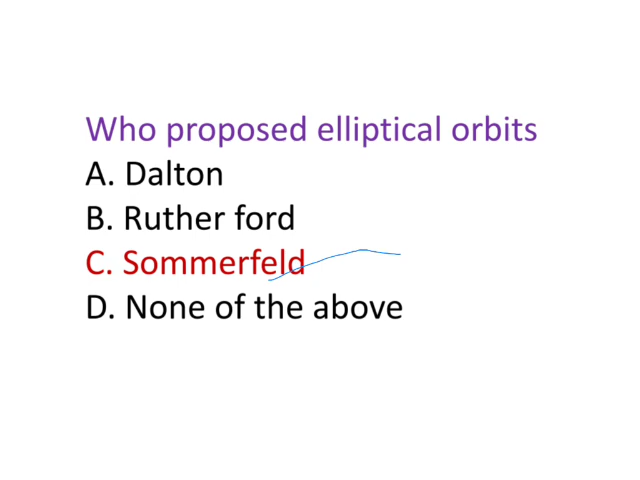 Who proposed elliptical orbits
A. Dalton
B. Ruther ford
C. Sommerfeld
D. None of the above